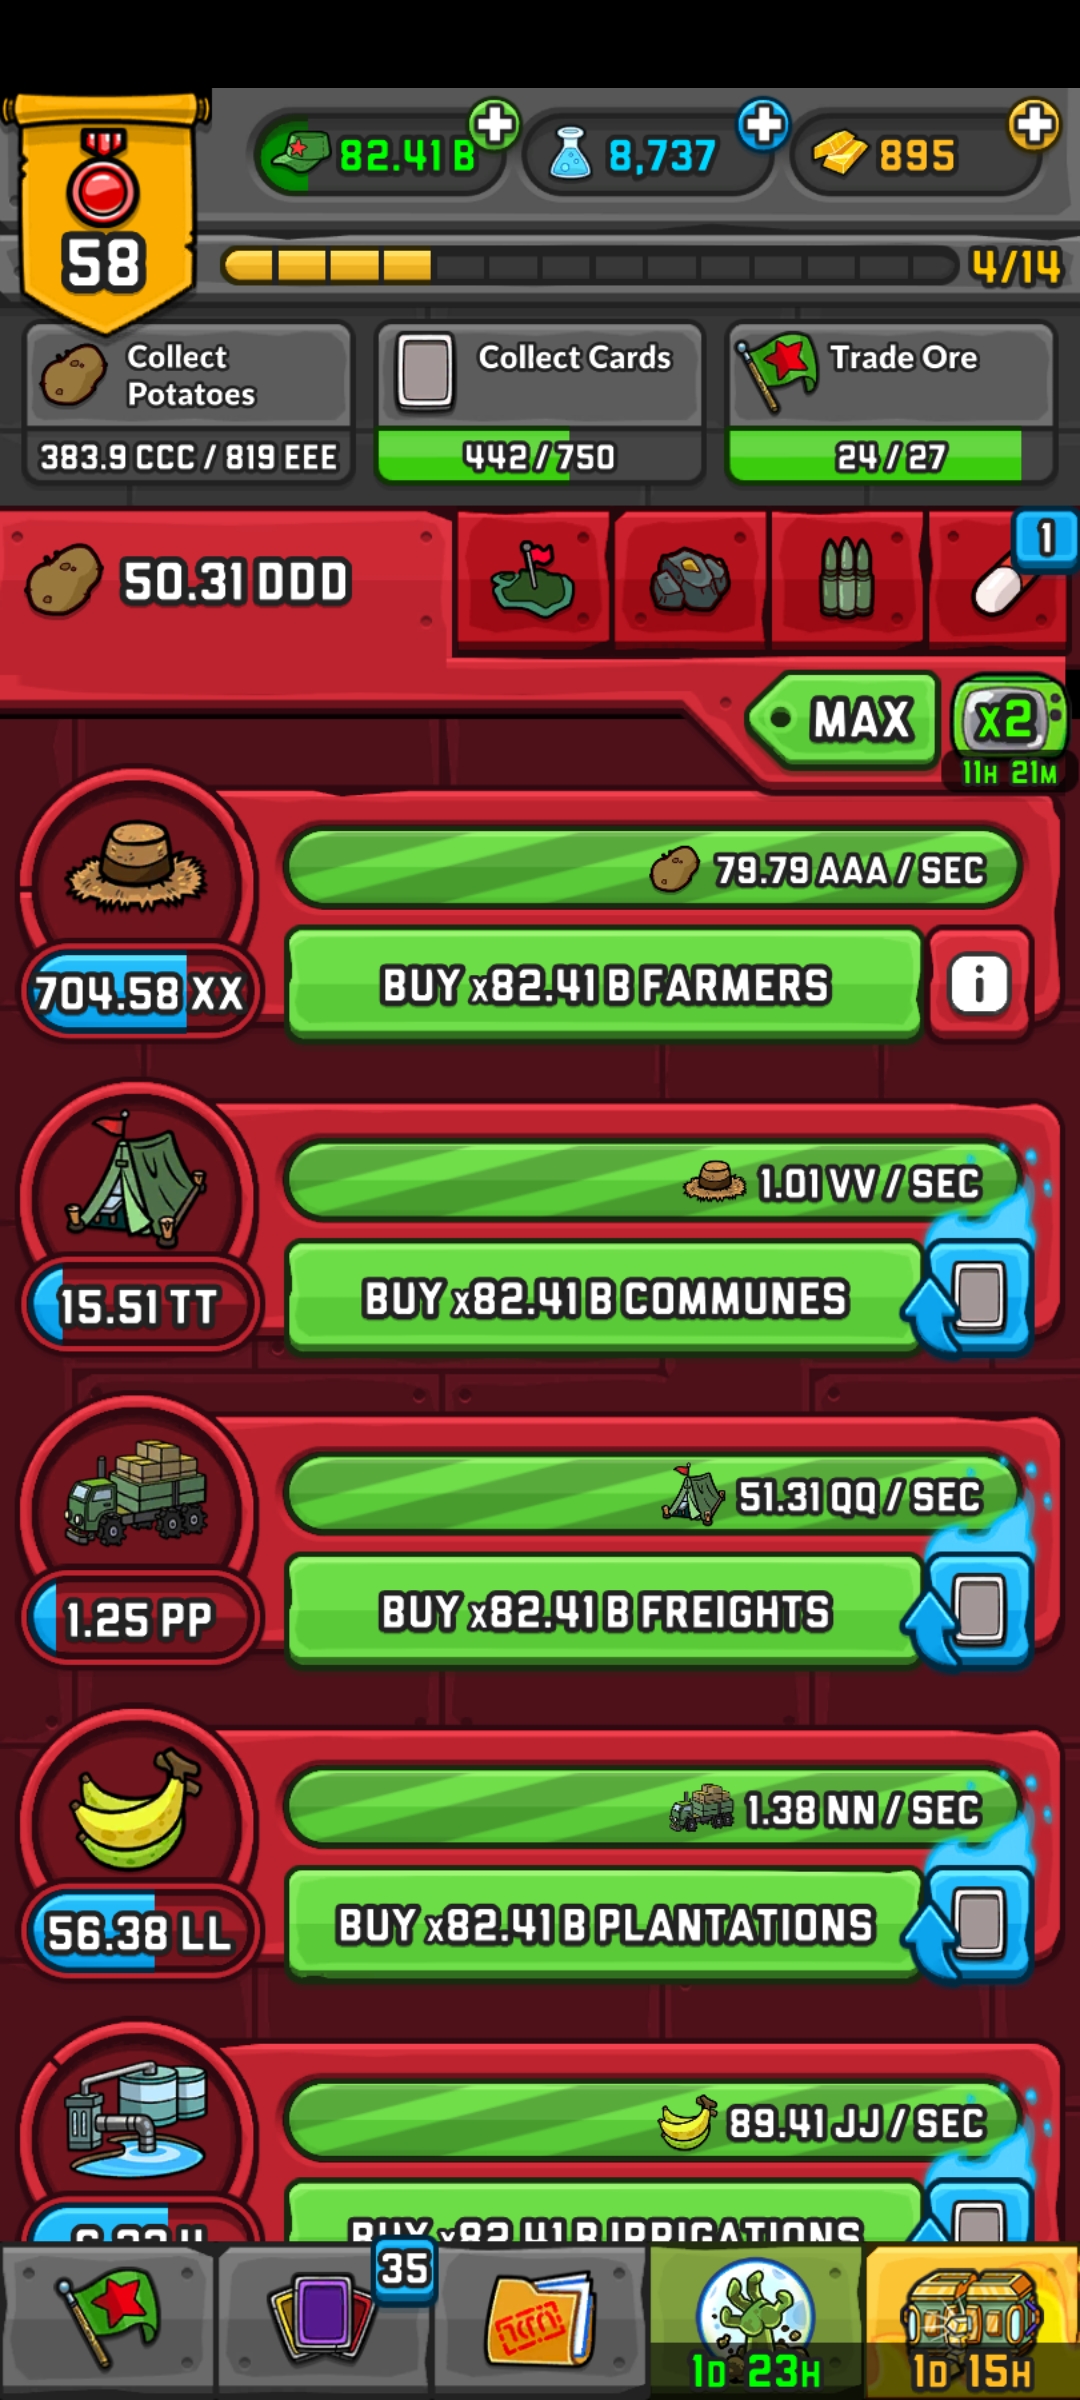 58
82.41 B
8,737
895
4/14
Collect
Potatoes
383.9 CCC / 819 EEE
Collect Cards
442/750
Trade Ore
24/27
50.31 DDD
1
MAX
x2
11H 21M
79.79 AAA / SEC
704.58 XX
BUY x82.41 B FARMERS
i
1.01 VV / SEC
15.51 TT
BUY x82.41 B COMMUNES
51.31 QQ / SEC
1.25 PP
BUY x82.41 B FREIGHTS
1.38 NN / SEC
56.38 LL
BUY x82.41 B PLANTATIONS
89.41 JJ / SEC
BUY x82.41 B IRRIGATIONS
35
1D 23H
1D 15H